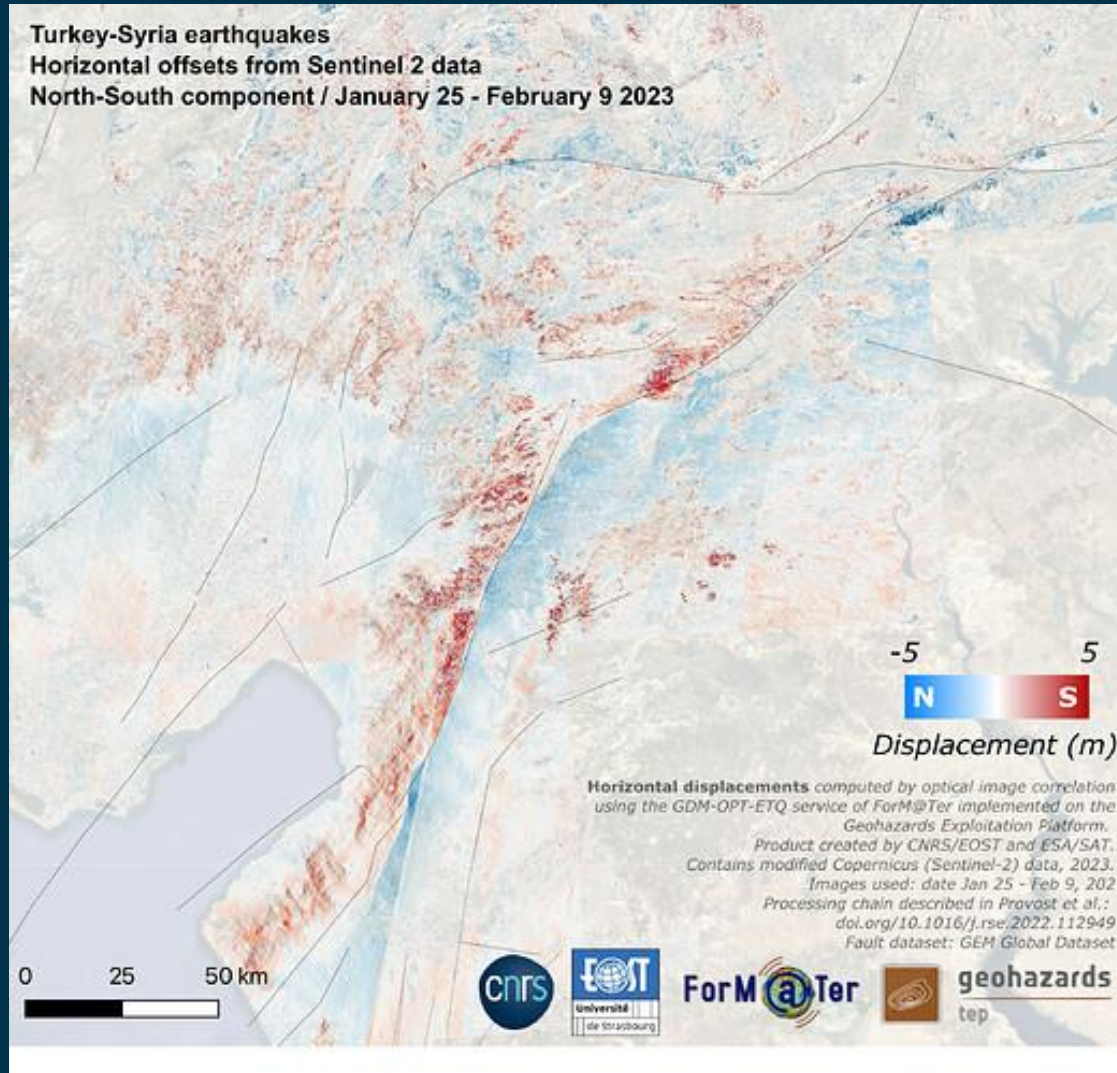 Turkey-Syria earthquakes
Horizontal offsets from Sentinel 2 data
North-South component / January 25 - February 9 2023
-5 5
N S
Displacement (m)
Horizontal displacements computed by optical image correlation
using the GDM-OPT-ETQ service of ForM@Ter implemented on the
Geohazards Exploitation Platform.
Product created by CNRS/EOST and ESA/SAT.
Contains modified Copernicus (Sentinel-2) data, 2023.
Images used: date Jan 25 - Feb 9, 202
Processing chain described in Provost et al.:
doi.org/10.1016/j.rse.2022.112949
Fault dataset: GEM Global Dataset
0 25 50 km
cnrs
EOST
Université
de Strasbourg
ForM@Ter
geohazards
tep